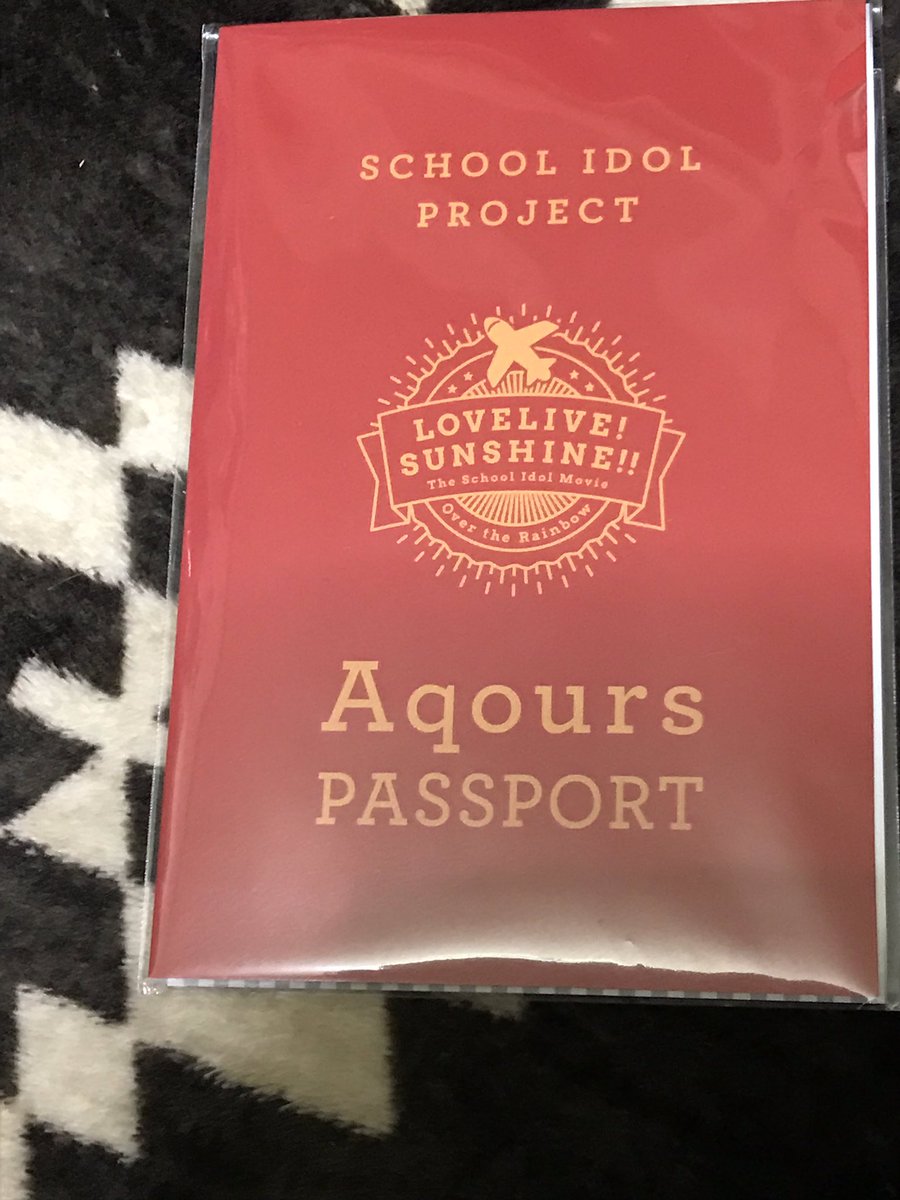 SCHOOL IDOL
PROJECT
LOVELIVE!
SUNSHINE!!
The School Idol Movie
Over the Rainbow
Aqours
PASSPORT